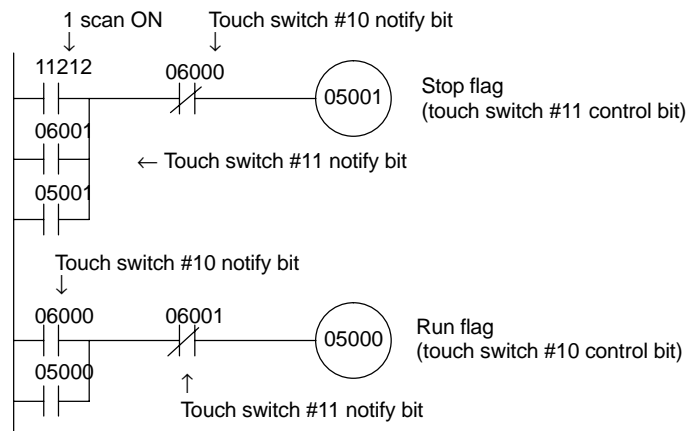 1 scan ON
Touch switch #10 notify bit
↓
↓
11212
06000
05001
Stop flag
(touch switch #11 control bit)
06001
← Touch switch #11 notify bit
05001
Touch switch #10 notify bit
↓
06000
06001
05000
Run flag
(touch switch #10 control bit)
05000
↑
Touch switch #11 notify bit